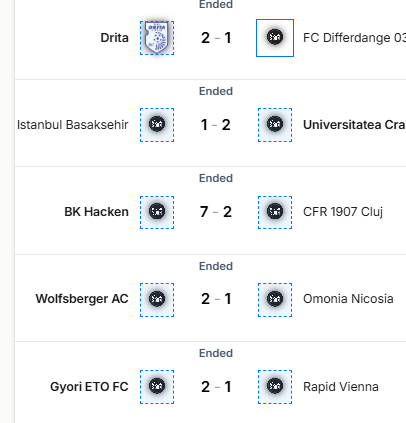 Ended
Drita 2 - 1 FC Differdange 03
Ended
Istanbul Basaksehir 1 - 2 Universitatea Cra
Ended
BK Hacken 7 - 2 CFR 1907 Cluj
Ended
Wolfsberger AC 2 - 1 Omonia Nicosia
Ended
Gyori ETO FC 2 - 1 Rapid Vienna